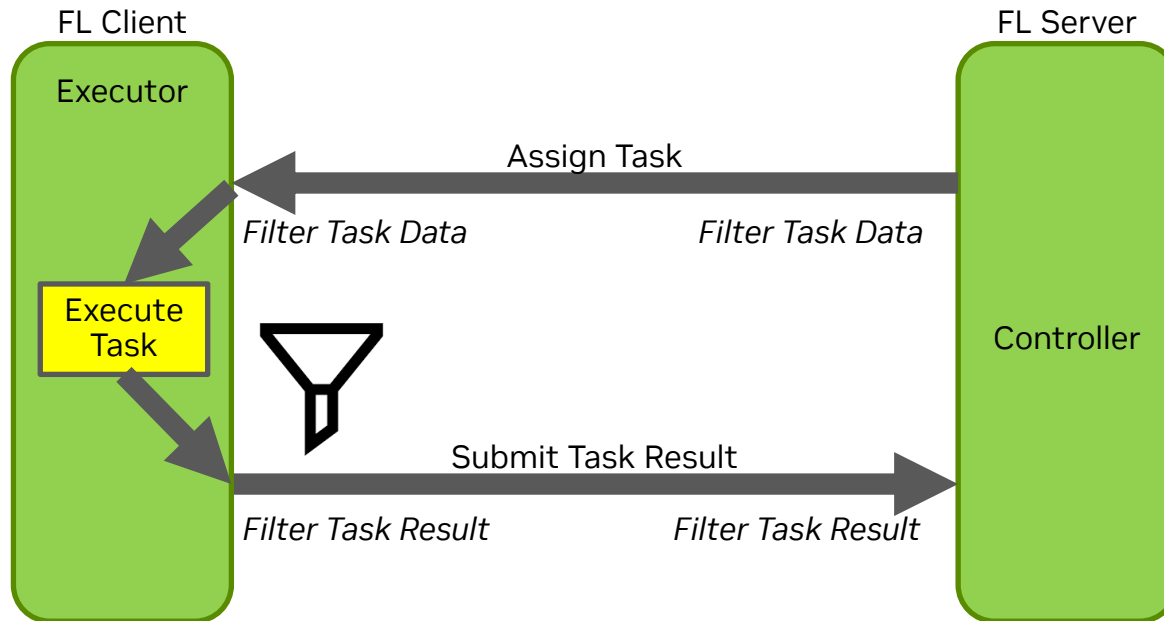 FL Client
FL Server
Executor
Assign Task
Filter Task Data
Filter Task Data
Execute
Task
Controller
Submit Task Result
Filter Task Result
Filter Task Result